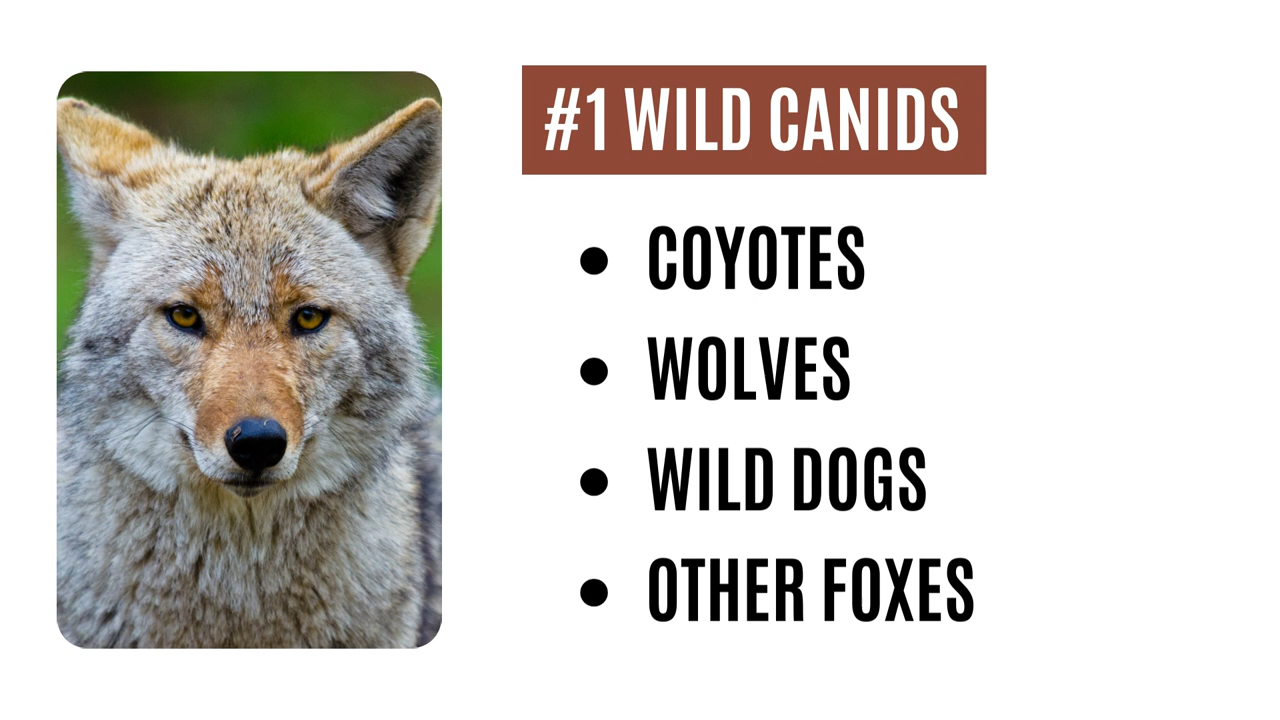 #1 WILD CANIDS
COYOTES
WOLVES
WILD DOGS
OTHER FOXES